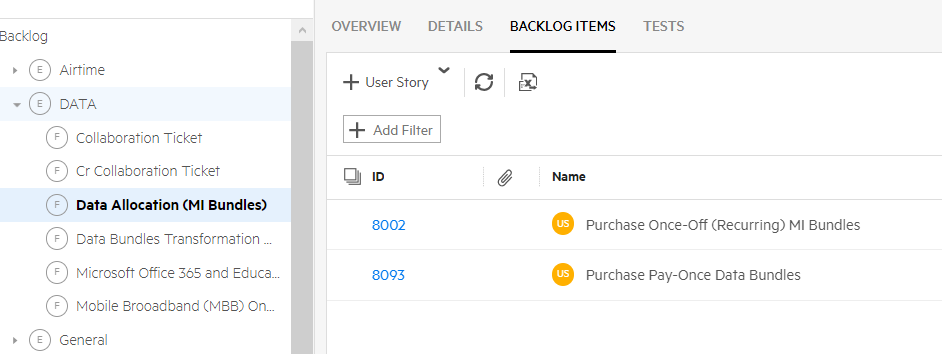 Backlog
E Airtime
E DATA
F Collaboration Ticket
F Cr Collaboration Ticket
F Data Allocation (MI Bundles)
F Data Bundles Transformation ...
F Microsoft Office 365 and Educa...
F Mobile Brooadband (MBB) On...
E General
OVERVIEW DETAILS BACKLOG ITEMS TESTS
+ User Story
+ Add Filter
ID Name
8002 US Purchase Once-Off (Recurring) MI Bundles
8093 US Purchase Pay-Once Data Bundles